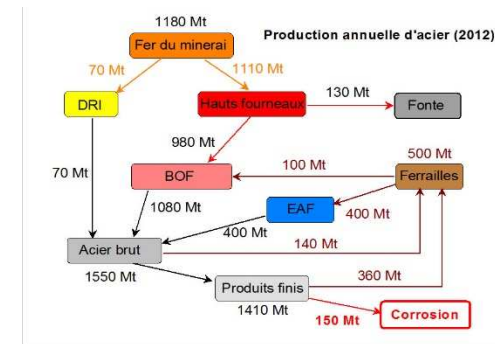 1180 Mt
Fer du minerai
Production annuelle d'acier (2012)
70 Mt
1110 Mt
DRI
Hauts fourneaux
130 Mt
Fonte
980 Mt
500 Mt
100 Mt
70 Mt
BOF
Ferrailles
1080 Mt
EAF
400 Mt
400 Mt
140 Mt
Acier brut
1550 Mt
360 Mt
Produits finis
1410 Mt
150 Mt
Corrosion